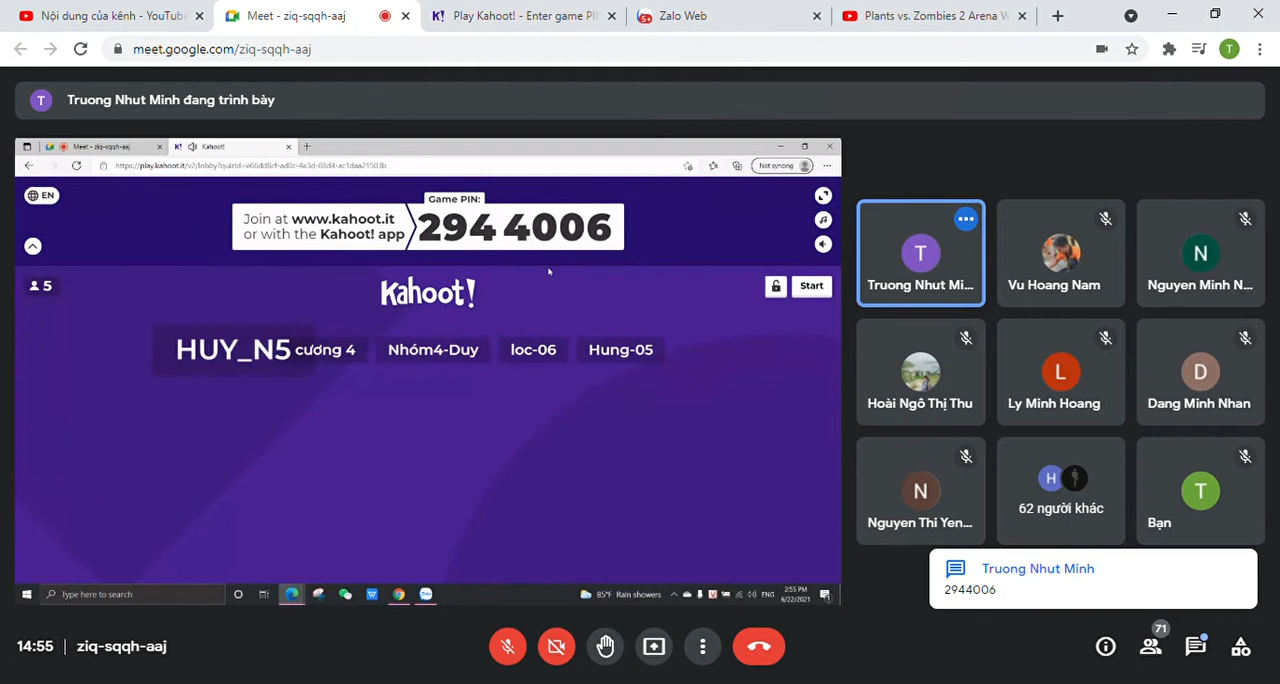 Nội dung của kênh - YouTube
Meet - ziq-sqqh-aaj
Play Kahoot! - Enter game PI
Zalo Web
Plants vs. Zombies 2 Arena W
meet.google.com/ziq-sqqh-aaj
T
T
Truong Nhut Minh đang trình bày
Meet - ziq-sqqh-aaj
Kahoot!
Not syncing
EN
Join at www.kahoot.it
or with the Kahoot! app
Game PIN:
294 4006
5
Kahoot!
Start
HUY_N5
cương 4
Nhóm4-Duy
loc-06
Hung-05
Type here to search
85°F Rain showers
ENG
2:55 PM
6/22/2021
T
Truong Nhut Mi...
Vu Hoang Nam
N
Nguyen Minh N...
Hoài Ngô Thị Thu
L
Ly Minh Hoang
D
Dang Minh Nhan
N
Nguyen Thi Yen...
H
62 người khác
T
Bạn
Truong Nhut Minh
2944006
14:55
ziq-sqqh-aaj
71